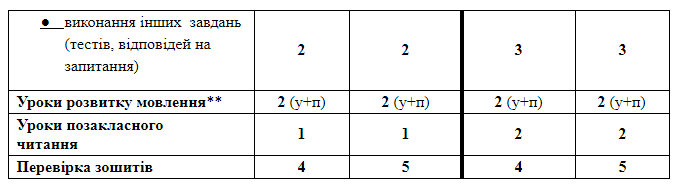 ● виконання інших завдань
(тестів, відповідей на
запитання)
2 2 3 3
Уроки розвитку мовлення** 2 (у+п) 2 (у+п) 2 (у+п) 2 (у+п)
Уроки позакласного
читання
1 1 2 2
Перевірка зошитів 4 5 4 5